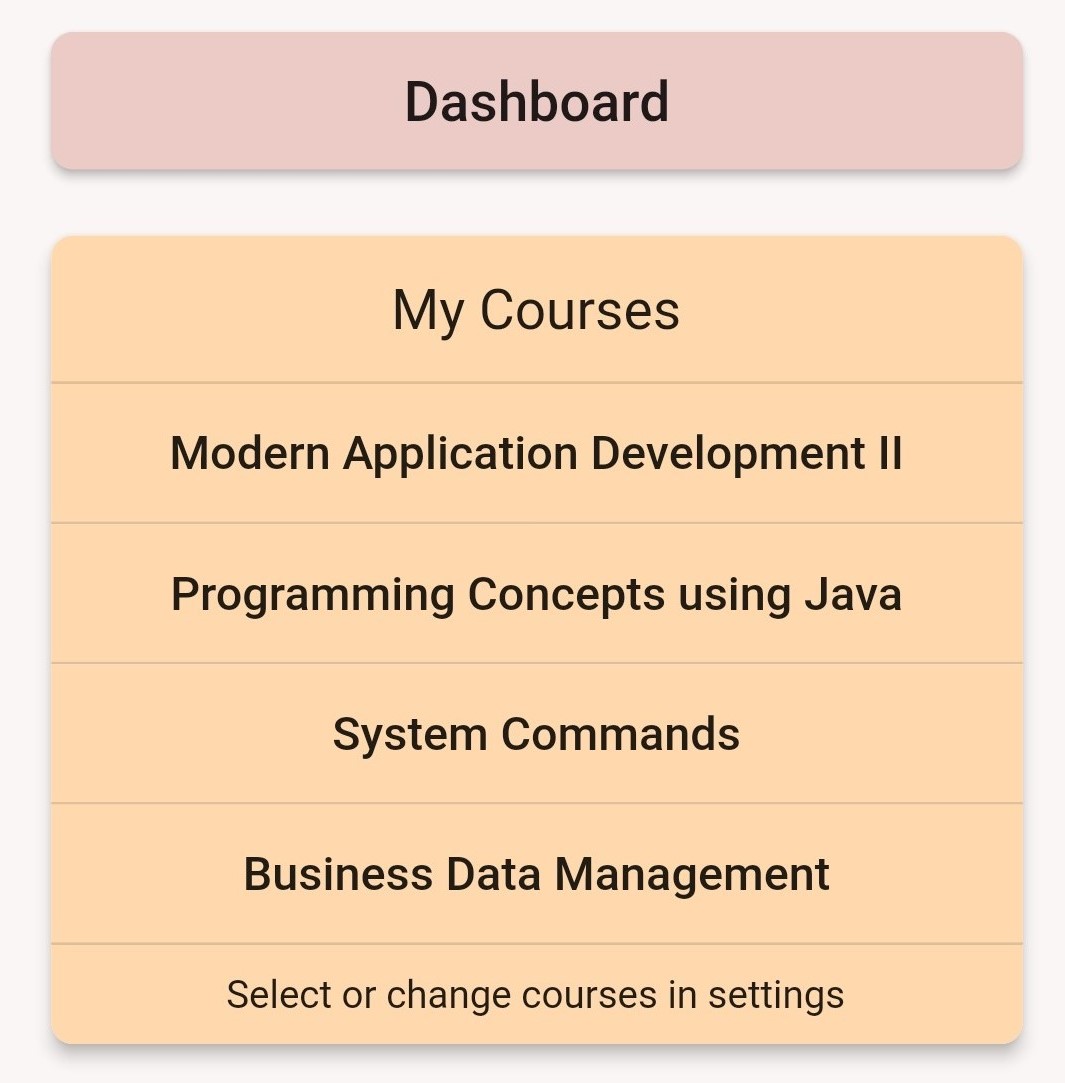 Dashboard
My Courses
Modern Application Development II
Programming Concepts using Java
System Commands
Business Data Management
Select or change courses in settings